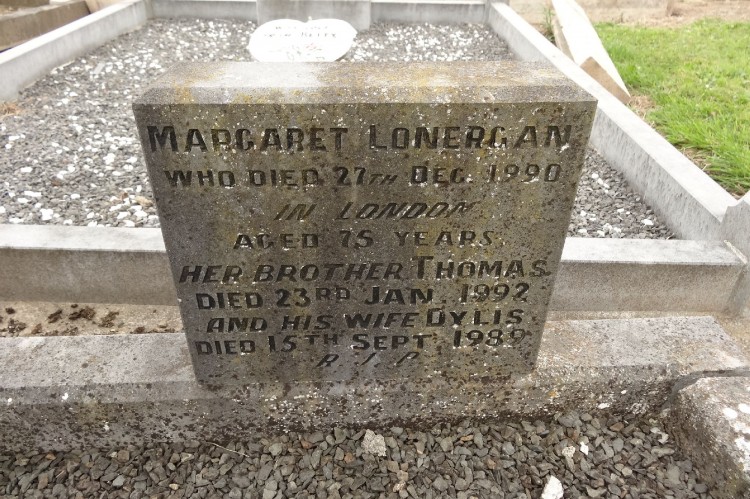 MARGARET LONERGAN
WHO DIED 27TH DEC. 1990
IN LONDON
AGED 75 YEARS.
HER BROTHER THOMAS
DIED 23RD JAN. 1992
AND HIS WIFE DYLIS.
DIED 15TH SEPT 1989
R.I.P.